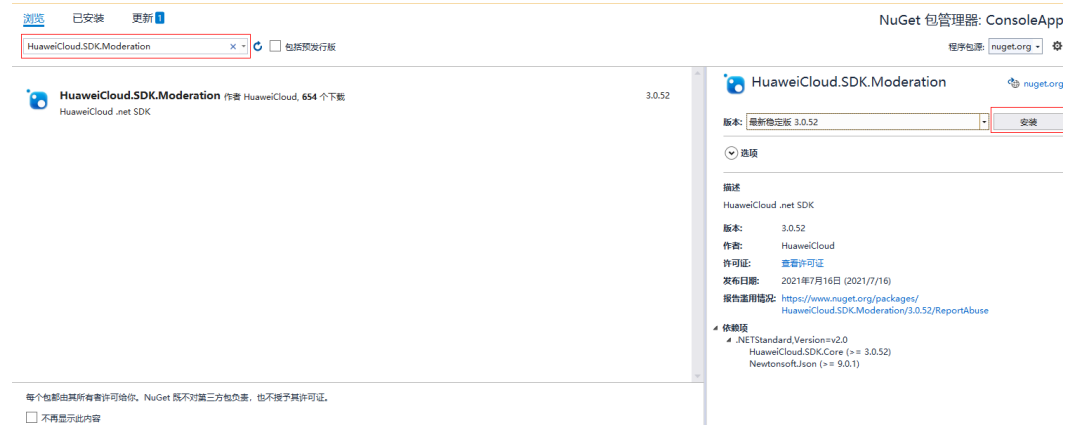 浏览 已安装 更新 1
NuGet 包管理器: ConsoleApp
HuaweiCloud.SDK.Moderation
包括预发行版
程序包源: nuget.org
HuaweiCloud.SDK.Moderation 作者 HuaweiCloud, 654 个下载
3.0.52
HuaweiCloud .net SDK
HuaweiCloud.SDK.Moderation
nuget.org
版本: 最新稳定版 3.0.52
安装
选项
描述
HuaweiCloud .net SDK
版本: 3.0.52
作者: HuaweiCloud
许可证: 查看许可证
发布日期: 2021年7月16日 (2021/7/16)
报告滥用情况: https://www.nuget.org/packages/
HuaweiCloud.SDK.Moderation/3.0.52/ReportAbuse
依赖项
.NETStandard,Version=v2.0
HuaweiCloud.SDK.Core (>= 3.0.52)
Newtonsoft.Json (>= 9.0.1)
每个包都由其所有者许可给你。NuGet 既不对第三方包负责，也不授予其许可证。
不再显示此内容